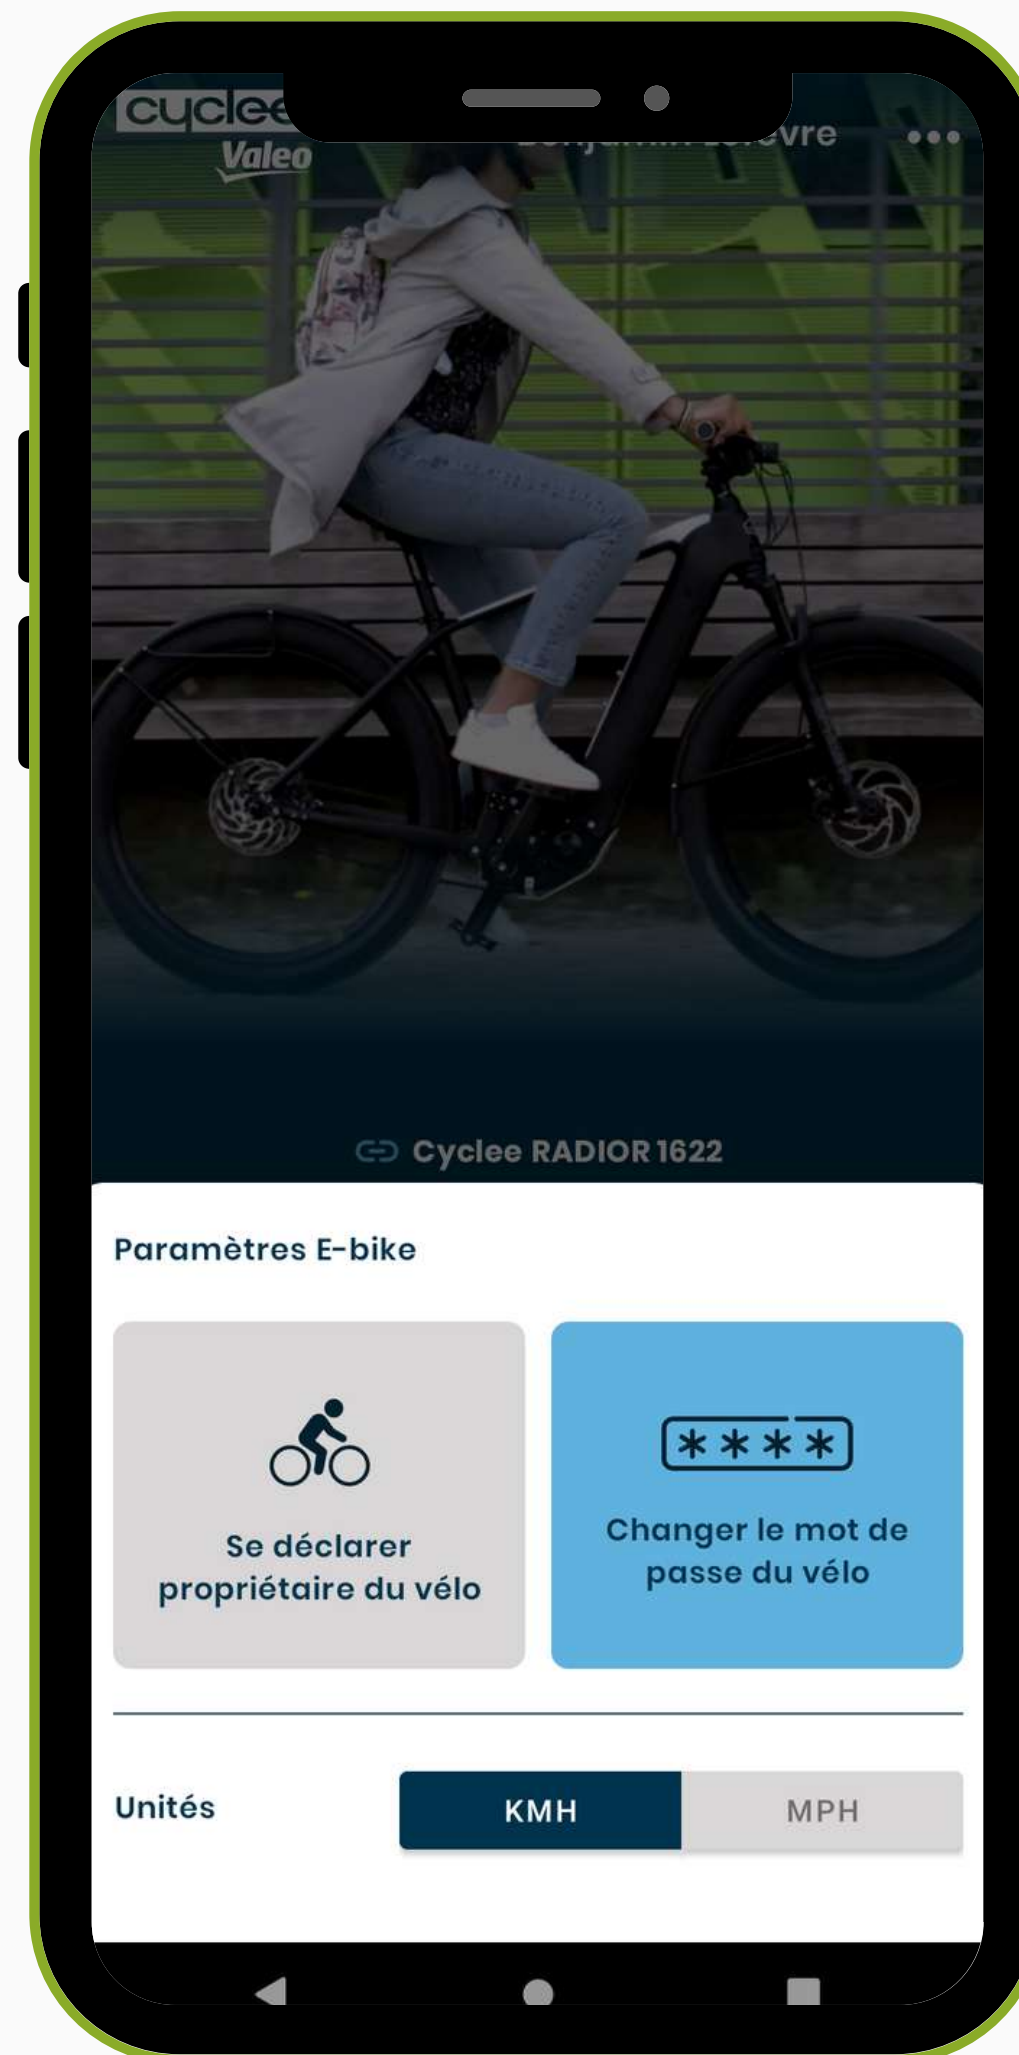 cyclee
Valeo
Cyclee RADIOR 1622
Paramètres E-bike
Se déclarer
propriétaire du vélo
Changer le mot de
passe du vélo
Unités
KMH
MPH